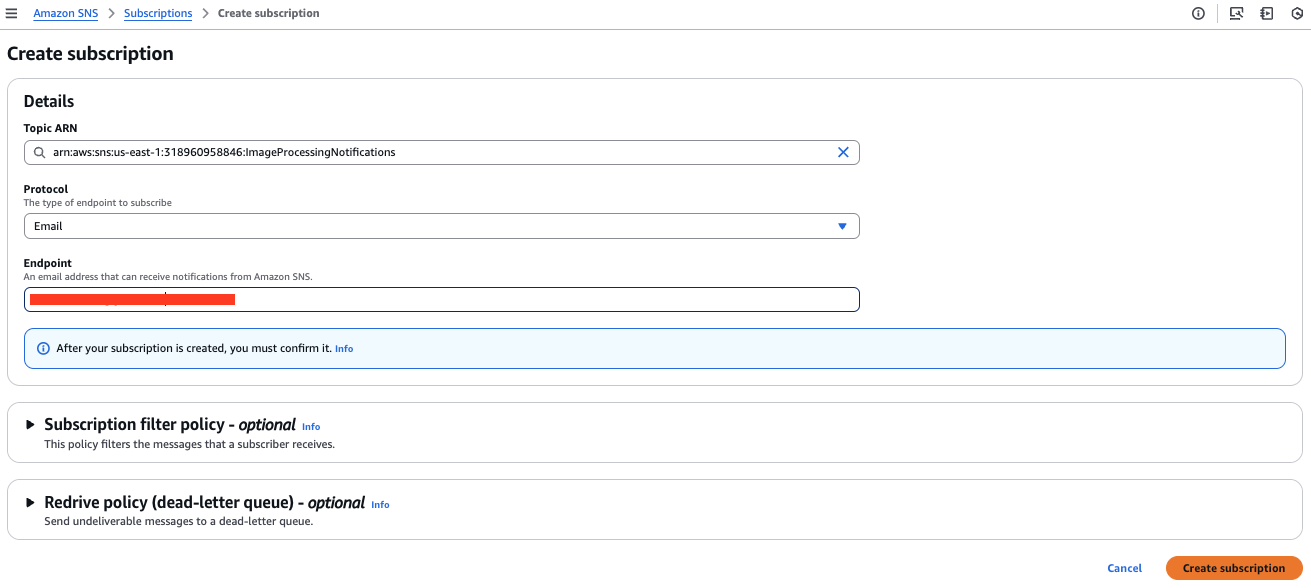 Amazon SNS > Subscriptions > Create subscription
Create subscription
Details
Topic ARN
arn:aws:sns:us-east-1:318960958846:ImageProcessingNotifications
Protocol
The type of endpoint to subscribe
Email
Endpoint
An email address that can receive notifications from Amazon SNS.
After your subscription is created, you must confirm it. Info
Subscription filter policy - optional Info
This policy filters the messages that a subscriber receives.
Redrive policy (dead-letter queue) - optional Info
Send undeliverable messages to a dead-letter queue.
Cancel Create subscription